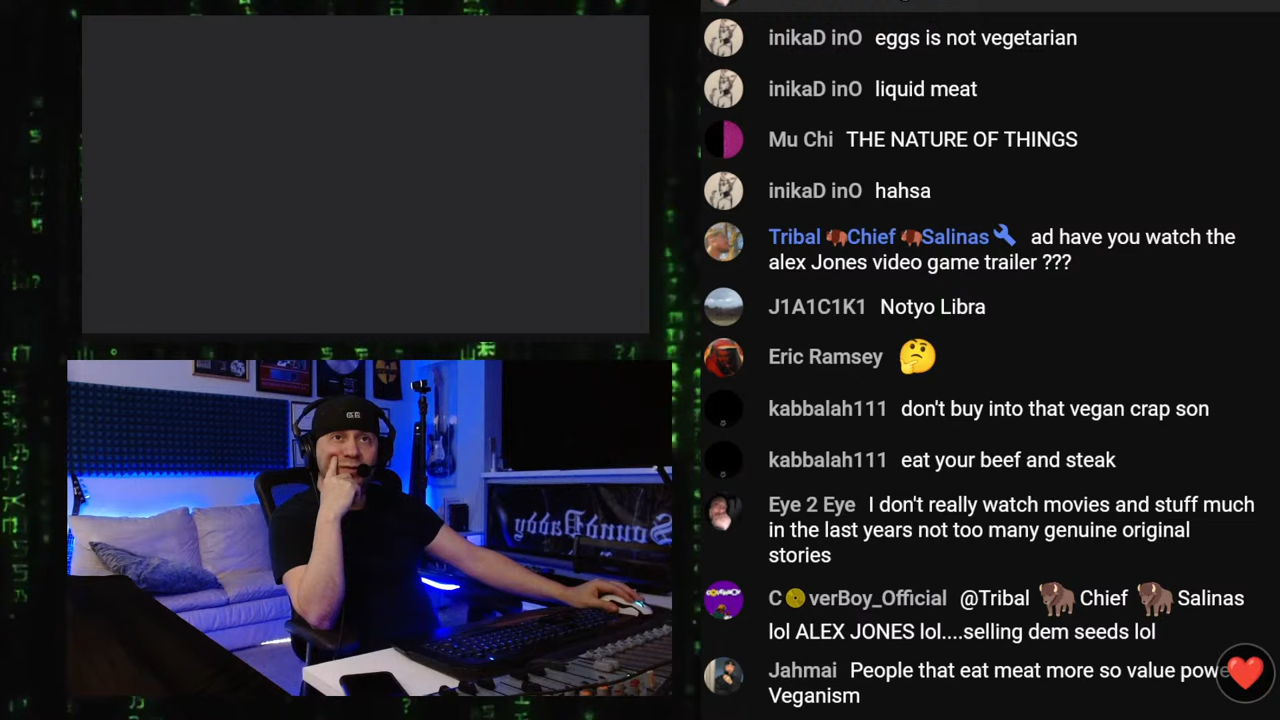 inikaD inO eggs is not vegetarian
inikaD inO liquid meat
Mu Chi THE NATURE OF THINGS
inikaD inO hahsa
Tribal 🦬Chief 🦬Salinas 🔧 ad have you watch the
alex Jones video game trailer ???
J1A1C1K1 Notyo Libra
Eric Ramsey 🤔
kabbalah111 don't buy into that vegan crap son
kabbalah111 eat your beef and steak
Eye 2 Eye I don't really watch movies and stuff much
in the last years not too many genuine original
stories
C📀verBoy_Official @Tribal 🦬 Chief 🦬 Salinas
lol ALEX JONES lol....selling dem seeds lol
Jahmai People that eat meat more so value
Veganism
SoundDaddy